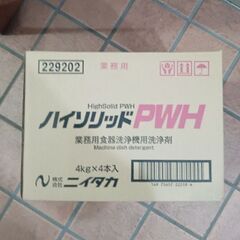 229202
業務用
HighSolid PWH
ハイソリッドPWH
業務用食器洗浄機用洗浄剤
Machine dish detergent
4kg×4本入
株式会社ニイタカ